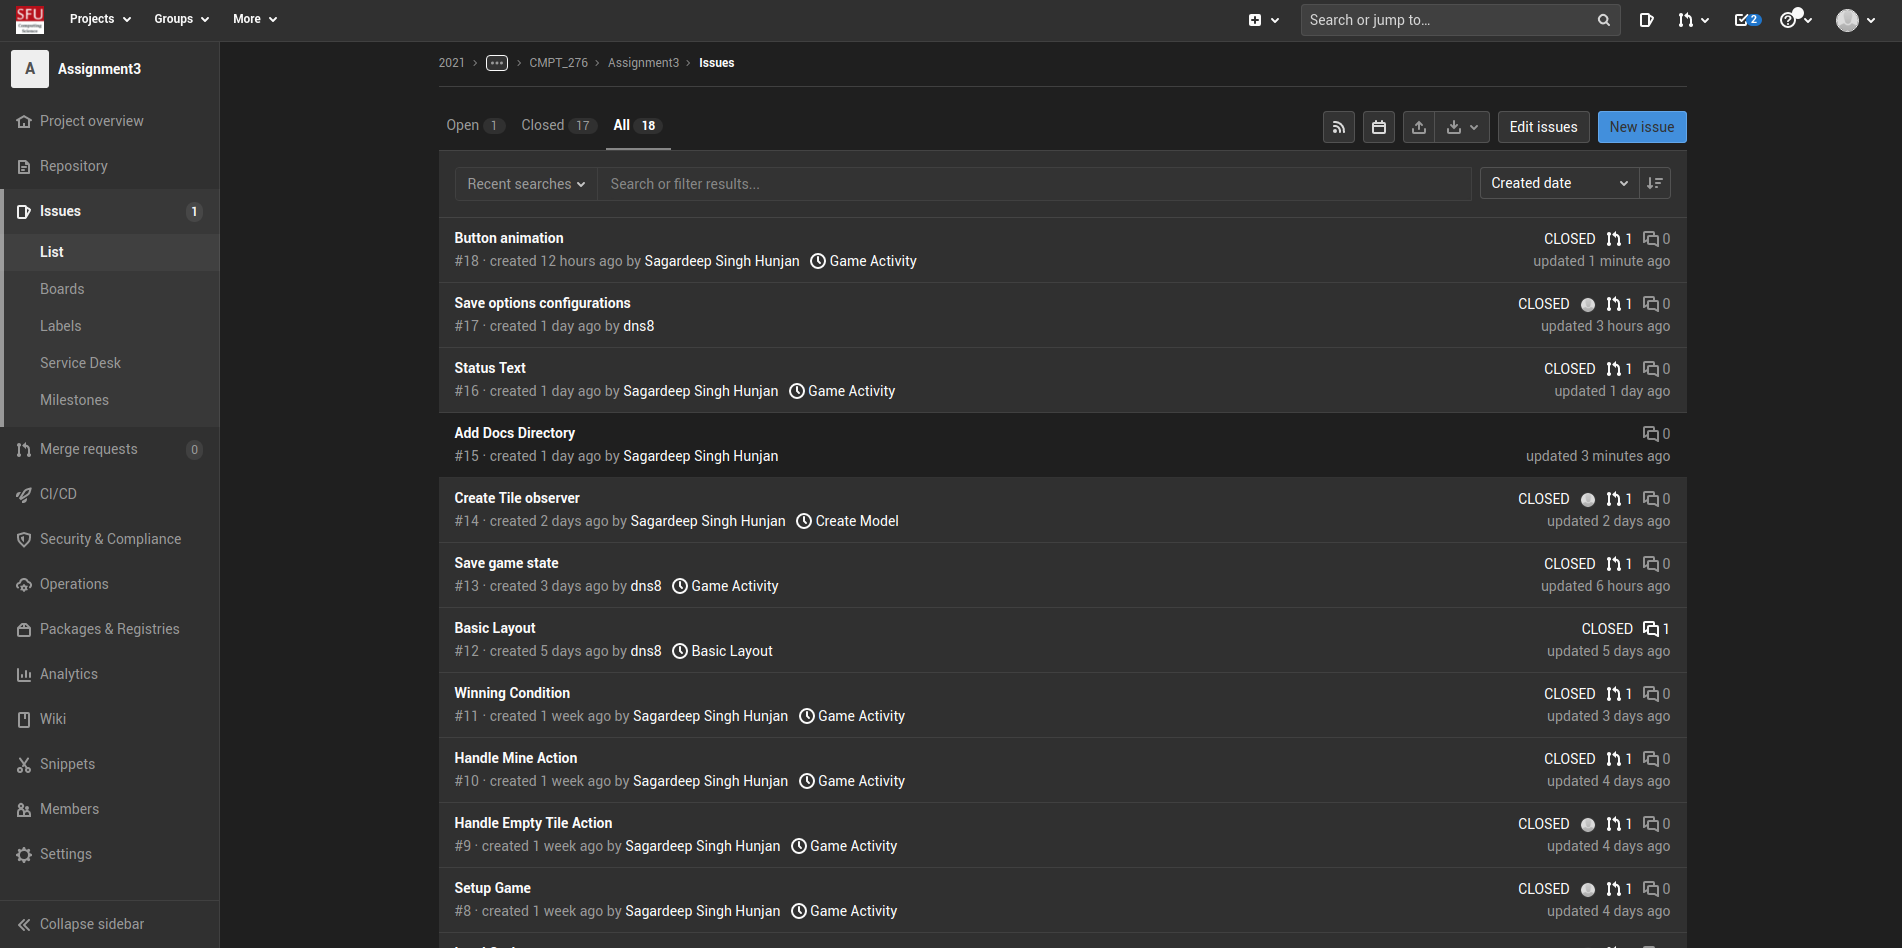 SFU
Computing
Science
Projects
Groups
More
Search or jump to...
2
A
Assignment3
Project overview
Repository
Issues
1
List
Boards
Labels
Service Desk
Milestones
Merge requests
0
CI/CD
Security & Compliance
Operations
Packages & Registries
Analytics
Wiki
Snippets
Members
Settings
Collapse sidebar
2021 › ... › CMPT_276 › Assignment3 › Issues
Open 1 Closed 17 All 18
Edit issues
New issue
Recent searches
Search or filter results...
Created date
Button animation
CLOSED 1 0
#18 · created 12 hours ago by Sagardeep Singh Hunjan Game Activity
updated 1 minute ago
Save options configurations
CLOSED 1 0
#17 · created 1 day ago by dns8
updated 3 hours ago
Status Text
CLOSED 1 0
#16 · created 1 day ago by Sagardeep Singh Hunjan Game Activity
updated 1 day ago
Add Docs Directory
0
#15 · created 1 day ago by Sagardeep Singh Hunjan
updated 3 minutes ago
Create Tile observer
CLOSED 1 0
#14 · created 2 days ago by Sagardeep Singh Hunjan Create Model
updated 2 days ago
Save game state
CLOSED 1 0
#13 · created 3 days ago by dns8 Game Activity
updated 6 hours ago
Basic Layout
CLOSED 1
#12 · created 5 days ago by dns8 Basic Layout
updated 5 days ago
Winning Condition
CLOSED 1 0
#11 · created 1 week ago by Sagardeep Singh Hunjan Game Activity
updated 3 days ago
Handle Mine Action
CLOSED 1 0
#10 · created 1 week ago by Sagardeep Singh Hunjan Game Activity
updated 4 days ago
Handle Empty Tile Action
CLOSED 1 0
#9 · created 1 week ago by Sagardeep Singh Hunjan Game Activity
updated 4 days ago
Setup Game
CLOSED 1 0
#8 · created 1 week ago by Sagardeep Singh Hunjan Game Activity
updated 4 days ago